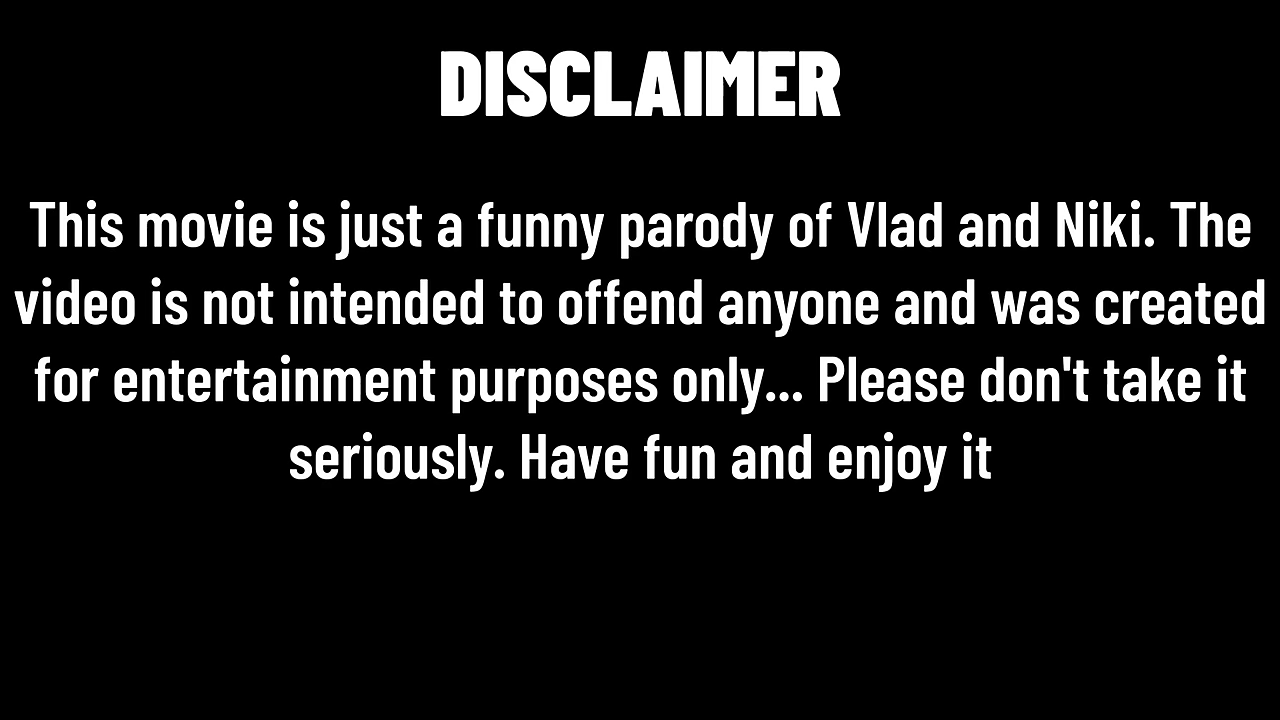 DISCLAIMER
This movie is just a funny parody of Vlad and Niki. The
video is not intended to offend anyone and was created
for entertainment purposes only... Please don't take it
seriously. Have fun and enjoy it